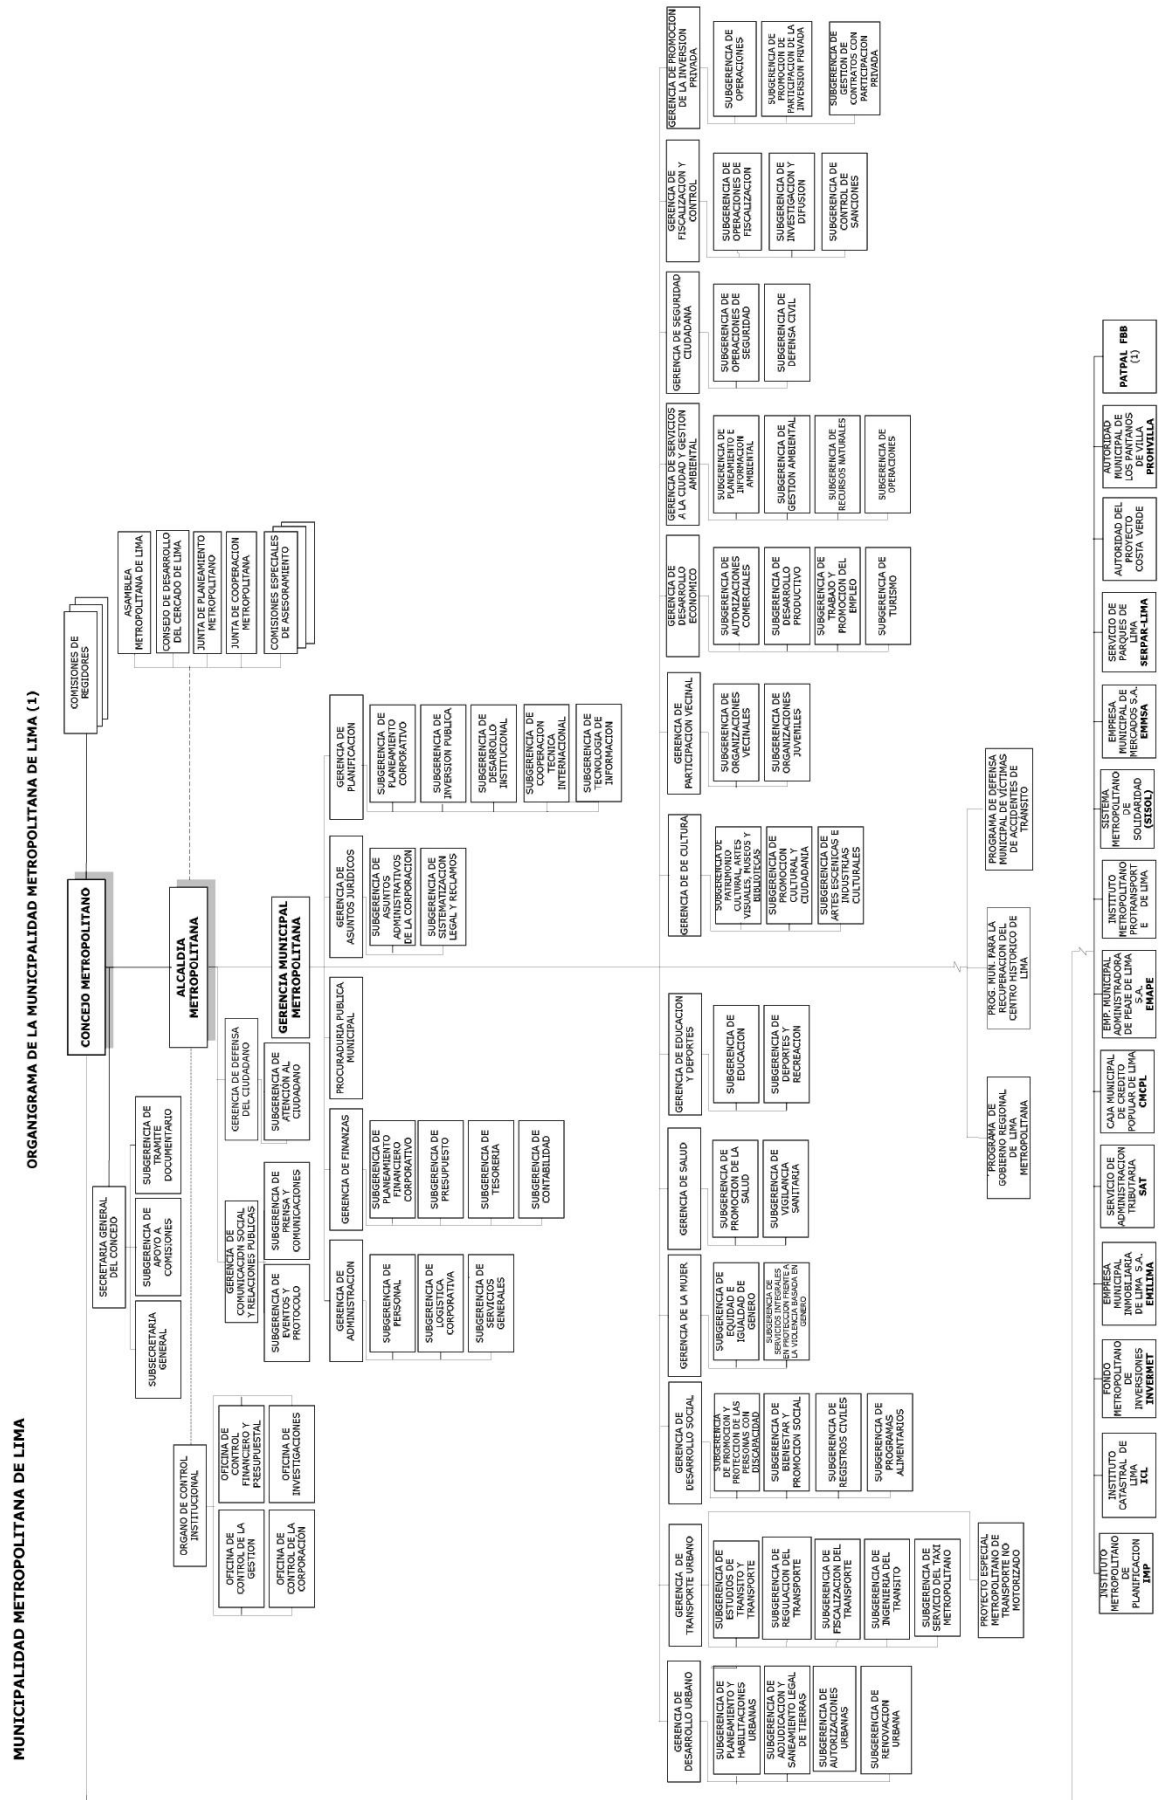 MUNICIPALIDAD METROPOLITANA DE LIMA
ORGANIGRAMA DE LA MUNICIPALIDAD METROPOLITANA DE LIMA (1)
CONCEJO METROPOLITANO
COMISIONES DE
REGIDORES
SECRETARIA GENERAL
DEL CONCEJO
SUBSECRETARIA
GENERAL
SUBGERENCIA DE
APOYO A
COMISIONES
SUBGERENCIA DE
TRAMITE
DOCUMENTARIO
ASAMBLEA
METROPOLITANA DE LIMA
CONSEJO DE DESARROLLO
DEL CERCADO DE LIMA
JUNTA DE PLANEAMIENTO
METROPOLITANO
JUNTA DE COOPERACION
METROPOLITANA
COMISIONES ESPECIALES
DE ASESORAMIENTO
ALCALDIA
METROPOLITANA
ORGANO DE CONTROL
INSTITUCIONAL
OFICINA DE
CONTROL DE LA
GESTION
OFICINA DE
CONTROL
FINANCIERO Y
PRESUPUESTAL
OFICINA DE
CONTROL DE LA
CORPORACIÓN
OFICINA DE
INVESTIGACIONES
GERENCIA DE
COMUNICACION SOCIAL
Y RELACIONES PUBLICAS
SUBGERENCIA DE
EVENTOS Y
PROTOCOLO
SUBGERENCIA DE
PRENSA Y
COMUNICACIONES
GERENCIA DE DEFENSA
DEL CIUDADANO
SUBGERENCIA DE
ATENCIÓN AL
CIUDADANO
GERENCIA MUNICIPAL
METROPOLITANA
GERENCIA DE
ADMINISTRACION
SUBGERENCIA DE
PERSONAL
SUBGERENCIA DE
LOGISTICA
CORPORATIVA
SUBGERENCIA DE
SERVICIOS
GENERALES
GERENCIA DE FINANZAS
SUBGERENCIA DE
PLANEAMIENTO
FINANCIERO
CORPORATIVO
SUBGERENCIA DE
PRESUPUESTO
SUBGERENCIA DE
TESORERIA
SUBGERENCIA DE
CONTABILIDAD
PROCURADURIA PUBLICA
MUNICIPAL
GERENCIA DE
ASUNTOS JURIDICOS
SUBGERENCIA DE
ASUNTOS
ADMINISTRATIVOS
DE LA CORPORACION
SUBGERENCIA DE
SISTEMATIZACION
LEGAL Y RECLAMOS
GERENCIA DE
PLANIFICACION
SUBGERENCIA DE
PLANEAMIENTO
CORPORATIVO
SUBGERENCIA DE
INVERSION PUBLICA
SUBGERENCIA DE
DESARROLLO
INSTITUCIONAL
SUBGERENCIA DE
COOPERACION
TECNICA
INTERNACIONAL
SUBGERENCIA DE
TECNOLOGIA DE
INFORMACION
GERENCIA DE
DESARROLLO URBANO
SUBGERENCIA DE
PLANEAMIENTO Y
HABILITACIONES
URBANAS
SUBGERENCIA DE
ADJUDICACION Y
SANEAMIENTO LEGAL
DE TIERRAS
SUBGERENCIA DE
AUTORIZACIONES
URBANAS
SUBGERENCIA DE
RENOVACION
URBANA
GERENCIA DE
TRANSPORTE URBANO
SUBGERENCIA DE
ESTUDIOS DE
TRANSITO Y
TRANSPORTE
SUBGERENCIA DE
REGULACION DEL
TRANSPORTE
SUBGERENCIA DE
FISCALIZACION DEL
TRANSPORTE
SUBGERENCIA DE
INGENIERIA DEL
TRANSITO
SUBGERENCIA DE
SERVICIO DEL TAXI
METROPOLITANO
PROYECTO ESPECIAL
METROPOLITANO DE
TRANSPORTE NO
MOTORIZADO
GERENCIA DE
DESARROLLO SOCIAL
SUBGERENCIA
DE PROMOCION Y
PROTECCION DE LAS
PERSONAS CON
DISCAPACIDAD
SUBGERENCIA DE
BIENESTAR Y
PROMOCION SOCIAL
SUBGERENCIA DE
REGISTROS CIVILES
SUBGERENCIA DE
PROGRAMAS
ALIMENTARIOS
GERENCIA DE LA MUJER
SUBGERENCIA DE
EQUIDAD E
IGUALDAD DE
GENERO
SUBGERENCIA DE
SERVICIOS INTEGRALES
EN PROTECCION FRENTE A
LA VIOLENCIA BASADA EN
GENERO
GERENCIA DE SALUD
SUBGERENCIA DE
PROMOCION DE LA
SALUD
SUBGERENCIA DE
VIGILANCIA
SANITARIA
GERENCIA DE EDUCACION
Y DEPORTES
SUBGERENCIA DE
EDUCACION
SUBGERENCIA DE
DEPORTES Y
RECREACION
GERENCIA DE DE CULTURA
SUBGERENCIA DE
PATRIMONIO
CULTURAL, ARTES
VISUALES, MUSEOS Y
BIBLIOTECAS
SUBGERENCIA DE
PROMOCION
CULTURAL Y
CIUDADANIA
SUBGERENCIA DE
ARTES ESCENICAS E
INDUSTRIAS
CULTURALES
GERENCIA DE
PARTICIPACION VECINAL
SUBGERENCIA DE
ORGANIZACIONES
VECINALES
SUBGERENCIA DE
ORGANIZACIONES
JUVENILES
GERENCIA DE
DESARROLLO
ECONOMICO
SUBGERENCIA DE
AUTORIZACIONES
COMERCIALES
SUBGERENCIA DE
DESARROLLO
PRODUCTIVO
SUBGERENCIA DE
TRABAJO Y
PROMOCION DEL
EMPLEO
SUBGERENCIA DE
TURISMO
GERENCIA DE SERVICIOS
A LA CIUDAD Y GESTION
AMBIENTAL
SUBGERENCIA DE
PLANEAMIENTO E
INFORMACION
AMBIENTAL
SUBGERENCIA DE
GESTION AMBIENTAL
SUBGERENCIA DE
RECURSOS NATURALES
SUBGERENCIA DE
OPERACIONES
GERENCIA DE SEGURIDAD
CIUDADANA
SUBGERENCIA DE
OPERACIONES DE
SEGURIDAD
SUBGERENCIA DE
DEFENSA CIVIL
GERENCIA DE
FISCALIZACION Y
CONTROL
SUBGERENCIA DE
OPERACIONES DE
FISCALIZACION
SUBGERENCIA DE
INVESTIGACION Y
DIFUSION
SUBGERENCIA DE
CONTROL DE
SANCIONES
GERENCIA DE PROMOCION
DE LA INVERSION
PRIVADA
SUBGERENCIA DE
OPERACIONES
SUBGERENCIA DE
PROMOCION DE
PARTICIPACION DE LA
INVERSION PRIVADA
SUBGERENCIA DE
GESTION DE
CONTRATOS CON
PARTICIPACION
PRIVADA
PROGRAMA DE
GOBIERNO REGIONAL
DE LIMA
METROPOLITANA
PROG. MUN. PARA LA
RECUPERACION DEL
CENTRO HISTORICO DE
LIMA
PROGRAMA DE DEFENSA
MUNICIPAL DE VÍCTIMAS
DE ACCIDENTES DE
TRÁNSITO
INSTITUTO
METROPOLITANO
DE
PLANIFICACION
IMP
INSTITUTO
CATASTRAL DE
LIMA
ICL
FONDO
METROPOLITANO
DE
INVERSIONES
INVERMET
EMPRESA
MUNICIPAL
INMOBILIARIA
DE LIMA S.A.
EMILIMA
SERVICIO DE
ADMINISTRACION
TRIBUTARIA
SAT
CAJA MUNICIPAL
DE CREDITO
POPULAR DE LIMA
CMCPL
EMP. MUNICIPAL
ADMINISTRADORA
DE PEAJE DE LIMA
S.A.
EMAPE
INSTITUTO
METROPOLITANO
PROTRANSPORT
E DE LIMA
SISTEMA
METROPOLITANO
DE
SOLIDARIDAD
(SISOL)
EMPRESA
MUNICIPAL DE
MERCADOS S.A.
EMMSA
SERVICIO DE
PARQUES DE
LIMA
SERPAR-LIMA
AUTORIDAD DEL
PROYECTO
COSTA VERDE
AUTORIDAD
MUNICIPAL DE
LOS PANTANOS
DE VILLA
PROHVILLA
PATPAL FBB
(1)